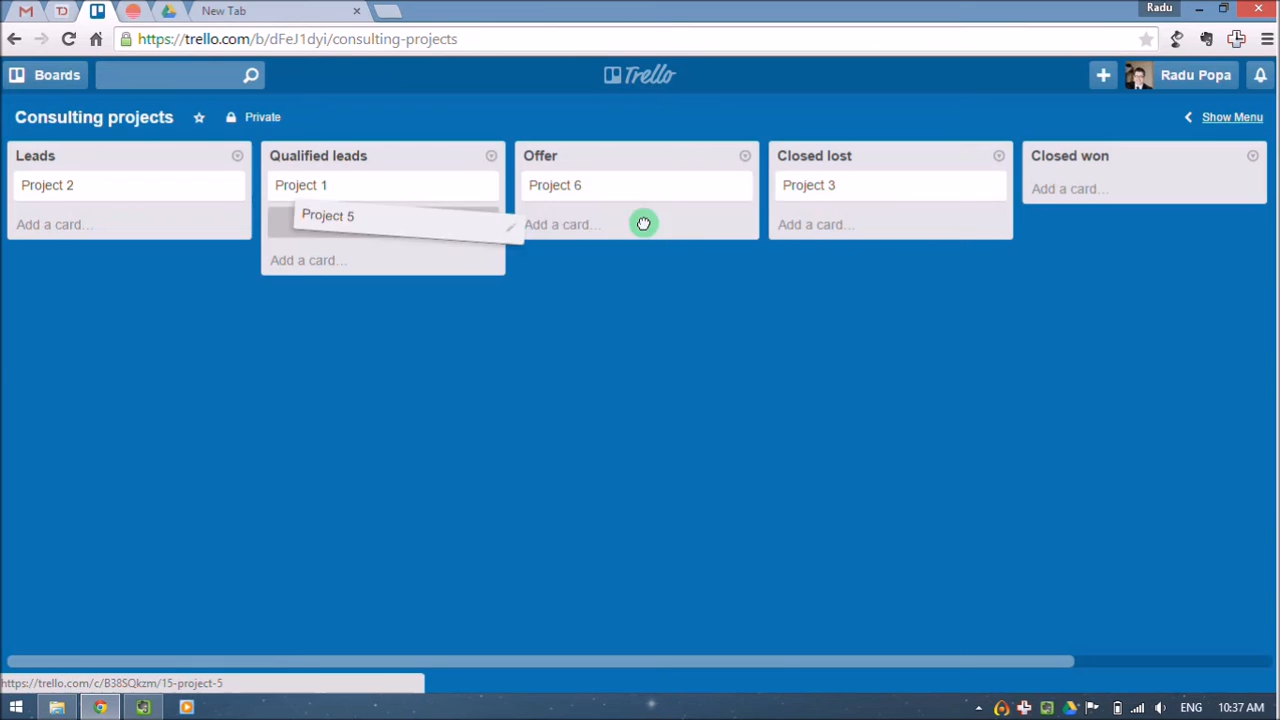 New Tab
Radu
https://trello.com/b/dFeJ1dyi/consulting-projects
Boards
Trello
Radu Popa
Consulting projects
Private
Show Menu
Leads
Project 2
Add a card…
Qualified leads
Project 1
Project 5
Add a card…
Offer
Project 6
Add a card…
Closed lost
Project 3
Add a card…
Closed won
Add a card…
https://trello.com/c/B38SQkzm/15-project-5
ENG
10:37 AM